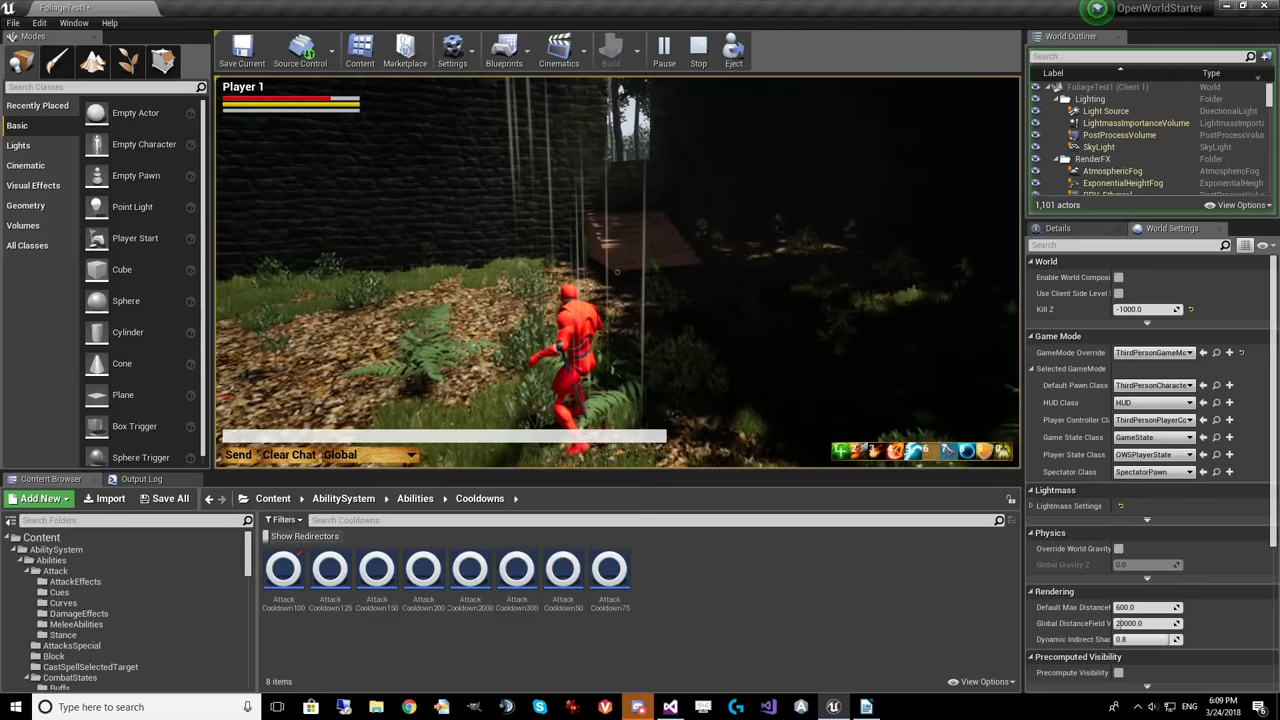 FoliageTest1*
OpenWorldStarter
File Edit Window Help
Modes
Search Classes
Recently Placed
Basic
Lights
Cinematic
Visual Effects
Geometry
Volumes
All Classes
Empty Actor
Empty Character
Empty Pawn
Point Light
Player Start
Cube
Sphere
Cylinder
Cone
Plane
Box Trigger
Sphere Trigger
Save Current Source Control Content Marketplace Settings Blueprints Cinematics Build Pause Stop Eject
Player 1
Send Clear Chat Global
World Outliner
Search
Label Type
FoliageTest1 (Client 1) World
Lighting Folder
Light Source DirectionalLight
LightmassImportanceVolume LightmassImporta
PostProcessVolume PostProcessVolu
SkyLight SkyLight
RenderFX Folder
AtmosphericFog AtmosphericFog
ExponentialHeightFog ExponentialHeigh
1,101 actors View Options
Details World Settings
Search
World
Enable World Composi
Use Client Side Level
Kill Z -1000.0
Game Mode
GameMode Override ThirdPersonGameMo
Selected GameMode
Default Pawn Class ThirdPersonCharacte
HUD Class HUD
Player Controller Cl ThirdPersonPlayerCo
Game State Class GameState
Player State Class OWSPlayerState
Spectator Class SpectatorPawn
Lightmass
Lightmass Settings
Physics
Override World Gravity
Global Gravity Z 0.0
Rendering
Default Max Distance 600.0
Global DistanceField V 20000.0
Dynamic Indirect Shad 0.8
Precomputed Visibility
Precompute Visibility
Content Browser Output Log
Add New Import Save All Content AbilitySystem Abilities Cooldowns
Search Folders
Filters Search Cooldowns
Show Redirectors
Content
AbilitySystem
Abilities
Attack
AttackEffects
Cues
Curves
DamageEffects
MeleeAbilities
Stance
AttacksSpecial
Block
CastSpellSelectedTarget
CombatStates
Buffs
Attack Cooldown100
Attack Cooldown125
Attack Cooldown150
Attack Cooldown200
Attack Cooldown2000
Attack Cooldown300
Attack Cooldown50
Attack Cooldown75
8 items View Options
Type here to search
ENG
6:09 PM
3/24/2018